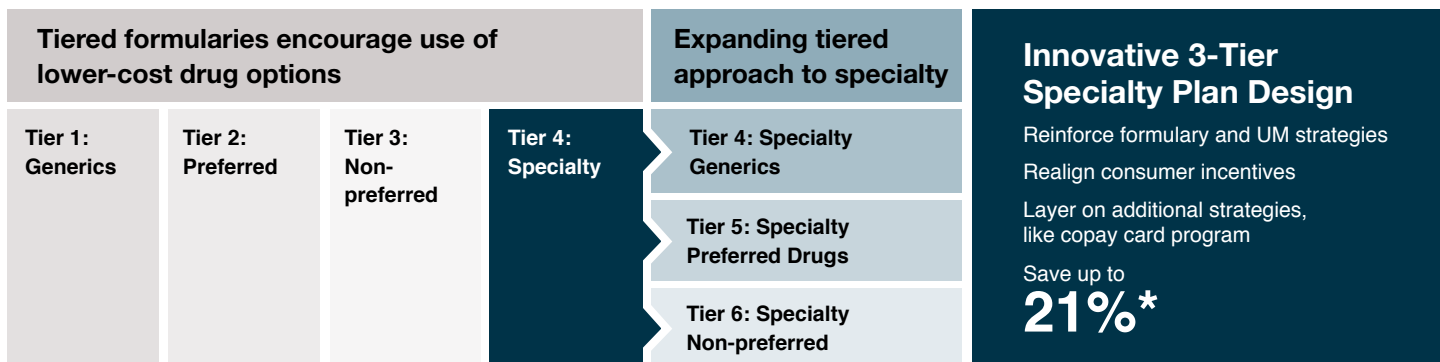 Tiered formularies encourage use of
lower-cost drug options
Tier 1:
Generics
Tier 2:
Preferred
Tier 3:
Non-
preferred
Tier 4:
Specialty
Expanding tiered
approach to specialty
Tier 4: Specialty
Generics
Tier 5: Specialty
Preferred Drugs
Tier 6: Specialty
Non-preferred
Innovative 3-Tier
Specialty Plan Design
Reinforce formulary and UM strategies
Realign consumer incentives
Layer on additional strategies,
like copay card program
Save up to
21%*